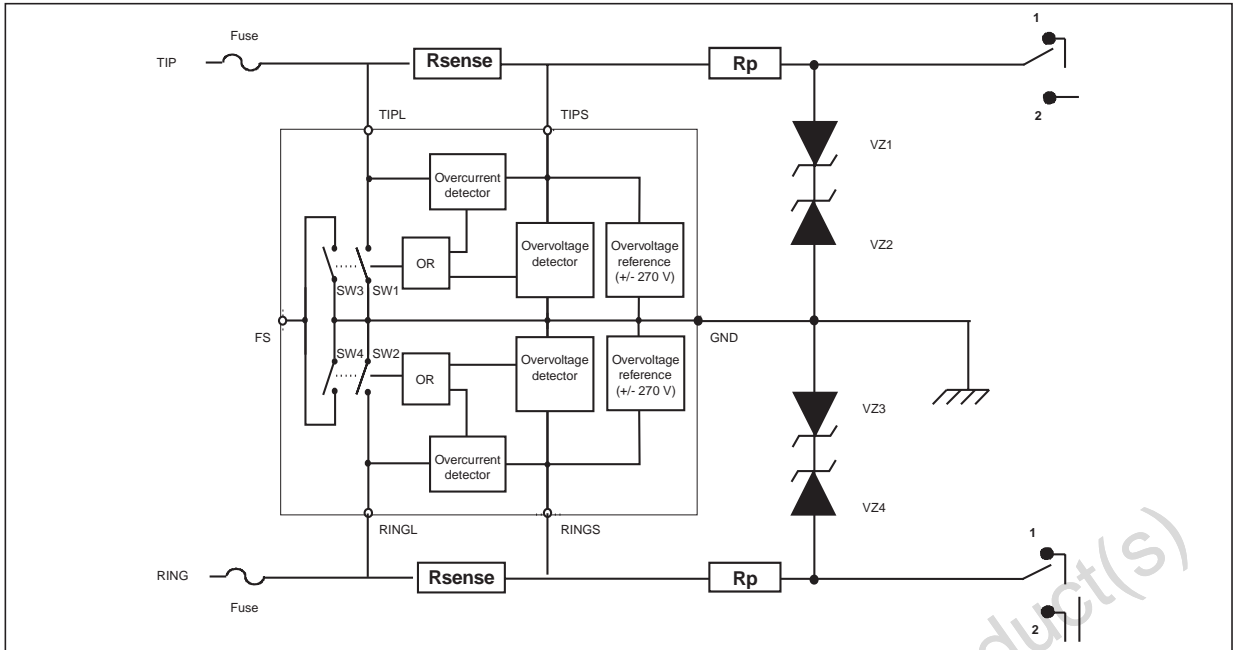 1
Fuse
TIP
Rsense
Rp
2
TIPL
TIPS
VZ1
Overcurrent
detector
VZ2
OR
Overvoltage
detector
Overvoltage
reference
(+/- 270 V)
SW3
SW1
FS
GND
SW4
SW2
OR
Overvoltage
detector
Overvoltage
reference
(+/- 270 V)
VZ3
Overcurrent
detector
VZ4
RINGL
RINGS
1
RING
Rsense
Rp
Fuse
2
duct(s)